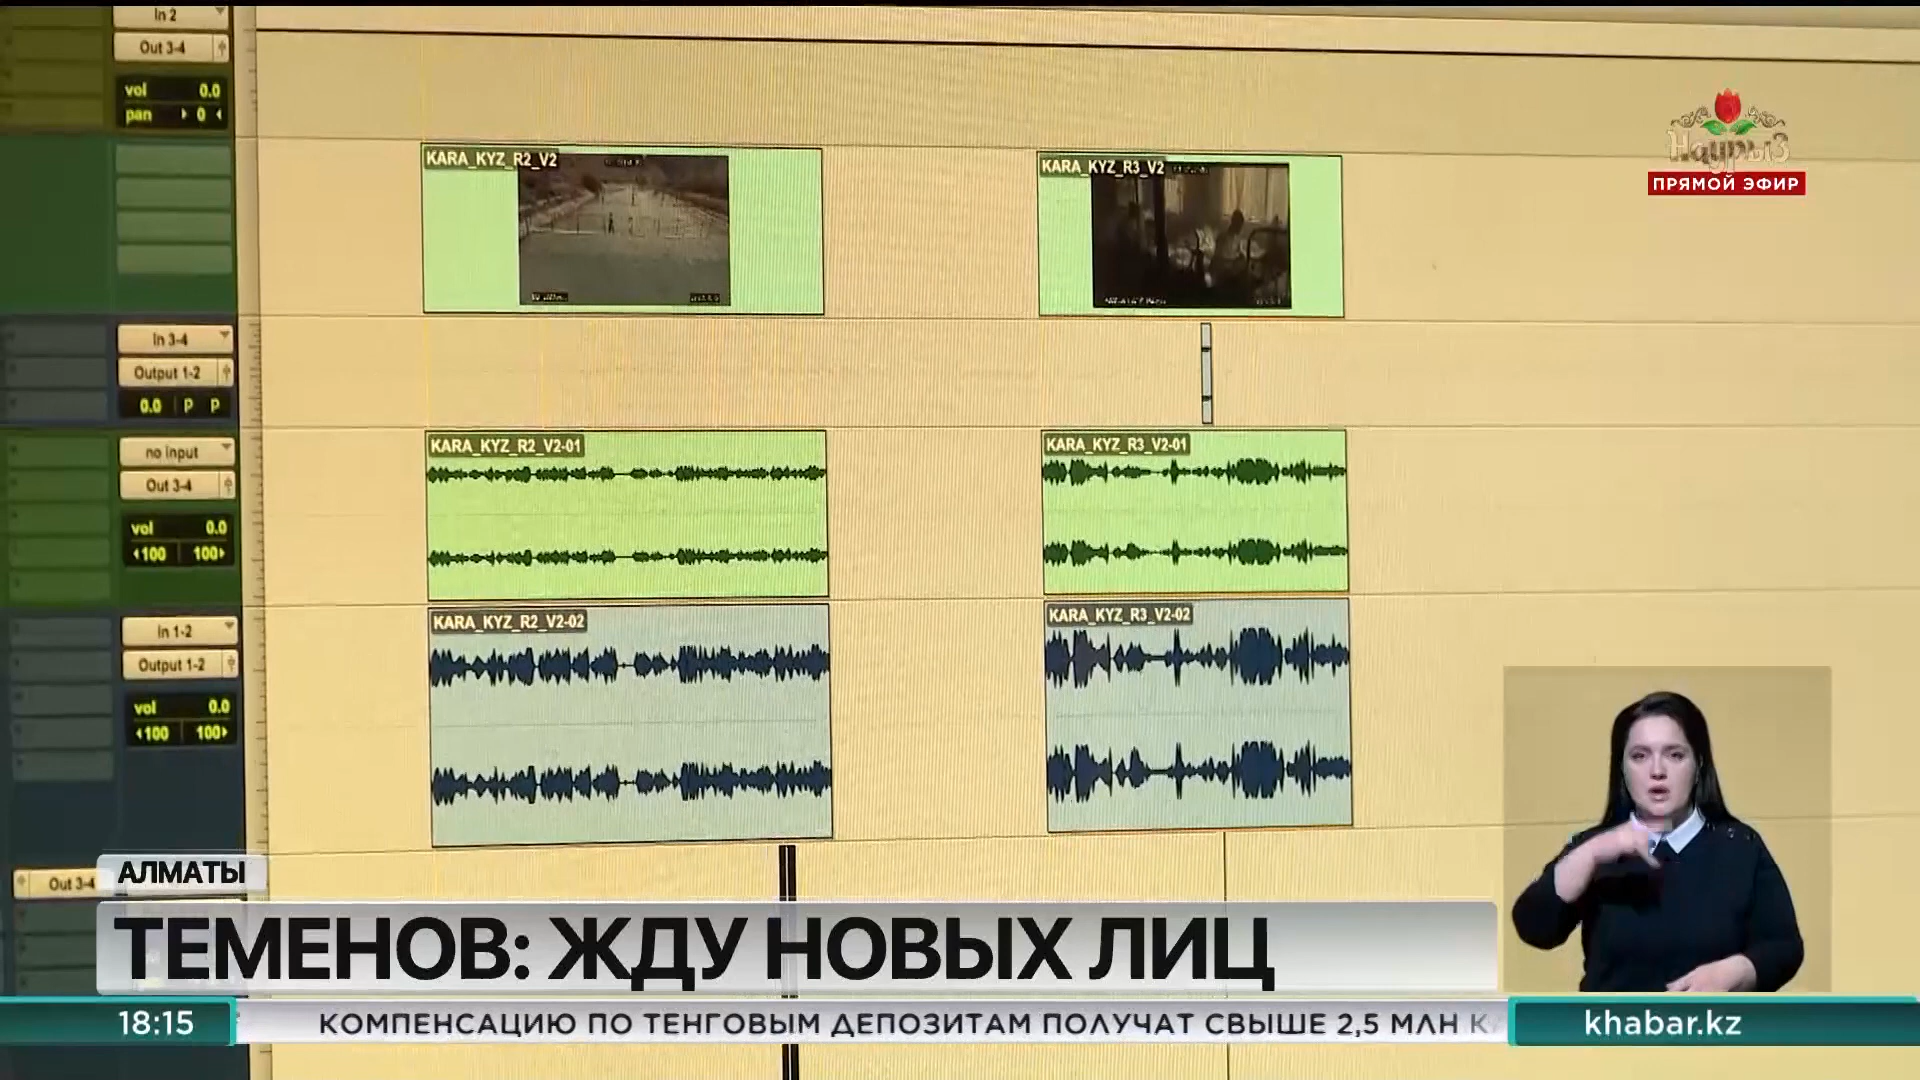 In 2
Out 3-4
vol 0.0
pan 0
Наурыз
ПРЯМОЙ ЭФИР
KARA_KYZ_R2_V2
KARA_KYZ_R3_V2
In 3-4
Output 1-2
0.0 P P
no input
Out 3-4
vol 0.0
100 100
KARA_KYZ_R2_V2-01
KARA_KYZ_R3_V2-01
In 1-2
Output 1-2
vol 0.0
100 100
KARA_KYZ_R2_V2-02
KARA_KYZ_R3_V2-02
Out 3-4
АЛМАТЫ
ТЕМЕНОВ: ЖДУ НОВЫХ ЛИЦ
18:15
КОМПЕНСАЦИЮ ПО ТЕНГОВЫМ ДЕПОЗИТАМ ПОЛУЧАТ СВЫШЕ 2,5 МЛН К
khabar.kz